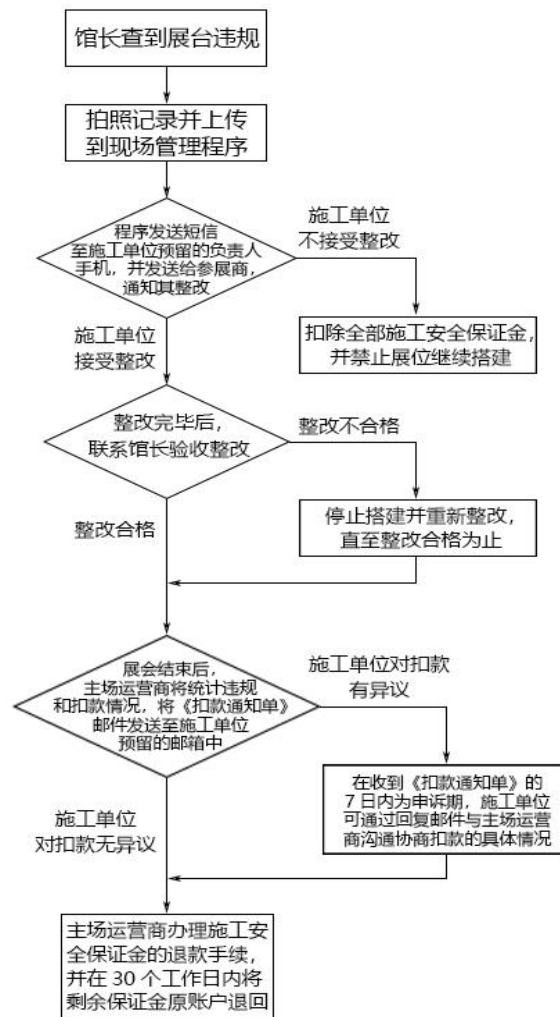 馆长查到展台违规
拍照记录并上传
到现场管理程序
程序发送短信
至施工单位预留的负责人
手机，并发送给参展商，
通知其整改
施工单位
不接受整改
扣除全部施工安全保证金，
并禁止展位继续搭建
施工单位
接受整改
整改完毕后，
联系馆长验收整改
整改不合格
停止搭建并重新整改，
直至整改合格为止
整改合格
展会结束后，
主场运营商将统计违规
和扣款情况，将《扣款通知单》
邮件发送至施工单位
预留的邮箱中
施工单位对扣款
有异议
在收到《扣款通知单》的
7 日内为申诉期，施工单位
可通过回复邮件与主场运营
商沟通协商扣款的具体情况
施工单位
对扣款无异议
主场运营商办理施工安
全保证金的退款手续，
并在 30 个工作日内将
剩余保证金原账户退回